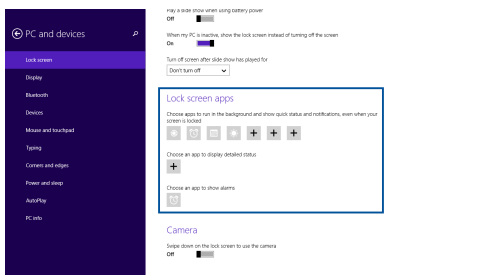 PC and devices
Lock screen
Display
Bluetooth
Devices
Mouse and touchpad
Typing
Corners and edges
Power and sleep
AutoPlay
PC info
Play a slide show when using battery power
Off
When my PC is inactive, show the lock screen instead of turning off the screen
On
Turn off screen after slide show has played for
Don't turn off
Lock screen apps
Choose apps to run in the background and show quick status and notifications, even when your
screen is locked
Choose an app to display detailed status
Choose an app to show alarms
Camera
Swipe down on the lock screen to use the camera
Off